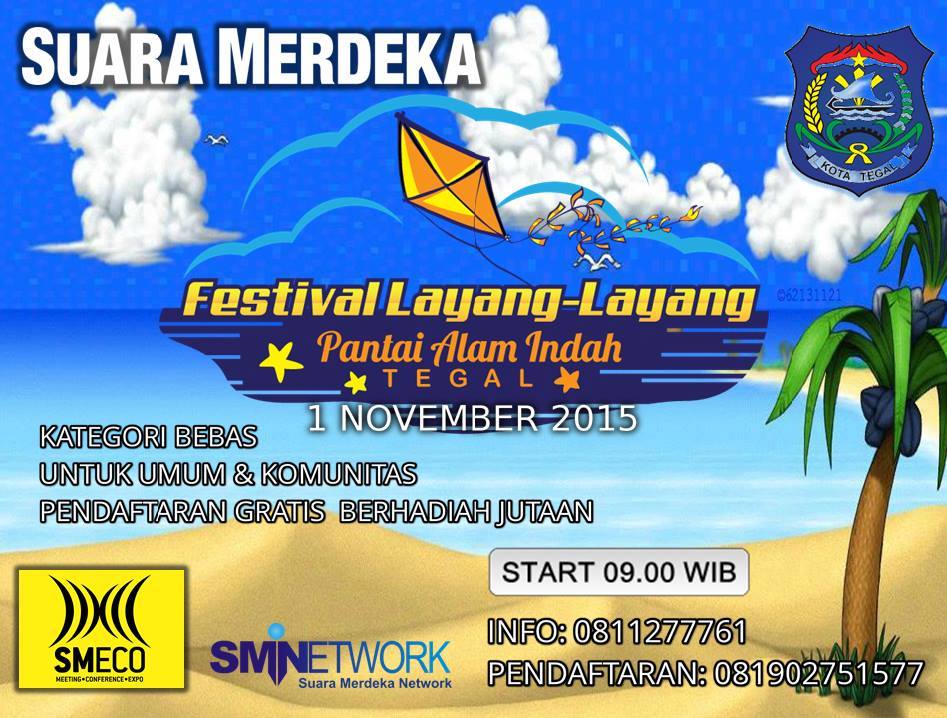 SUARA MERDEKA
KOTA TEGAL
Festival Layang-Layang
©62131121
Pantai Alam Indah
TEGAL
1 NOVEMBER 2015
KATEGORI BEBAS
UNTUK UMUM & KOMUNITAS
PENDAFTARAN GRATIS BERHADIAH JUTAAN
START 09.00 WIB
INFO: 0811277761
PENDAFTARAN: 081902751577
SMECO
MEETING•CONFERENCE•EXPO
SMNETWORK
Suara Merdeka Network